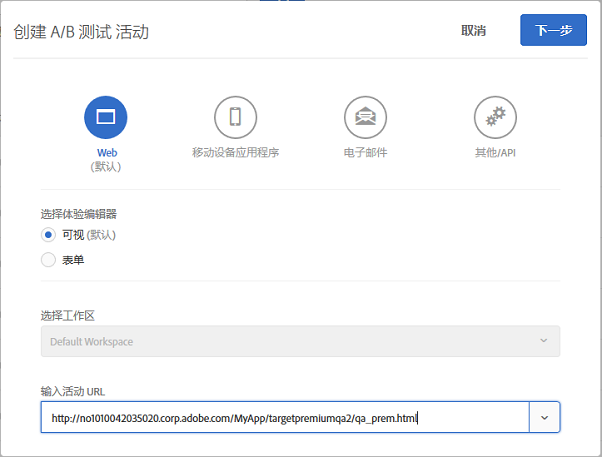 创建 A/B 测试 活动
取消
下一步
Web
(默认)
移动设备应用程序
电子邮件
其他/API
选择体验编辑器
可视 (默认)
表单
选择工作区
Default Workspace
输入活动 URL
http://no1010042035020.corp.adobe.com/MyApp/targetpremiumqa2/qa_prem.html